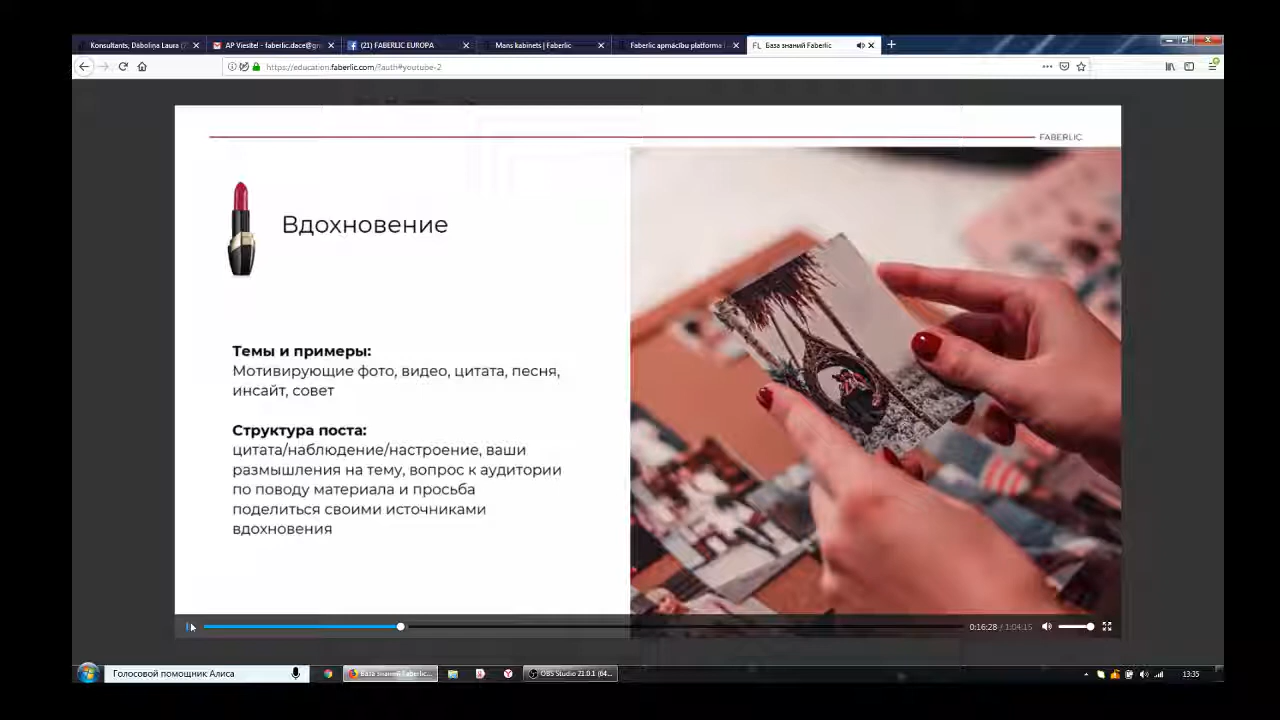 Konsultants, Dāboliņa Laura (
AP Viesīte! - faberlic.dace@g
(21) FABERLIC EUROPA
Mans kabinets | Faberlic
Faberlic apmācību platforma
FL База знаний Faberlic
https://education.faberlic.com/?auth#youtube-2
FABERLIC
Вдохновение
Темы и примеры:
Мотивирующие фото, видео, цитата, песня,
инсайт, совет
Структура поста:
цитата/наблюдение/настроение, ваши
размышления на тему, вопрос к аудитории
по поводу материала и просьба
поделиться своими источниками
вдохновения
0:16:28 / 1:04:15
Голосовой помощник Алиса
База знаний Faberlic...
OBS Studio 21.0.1 (64...
13:35